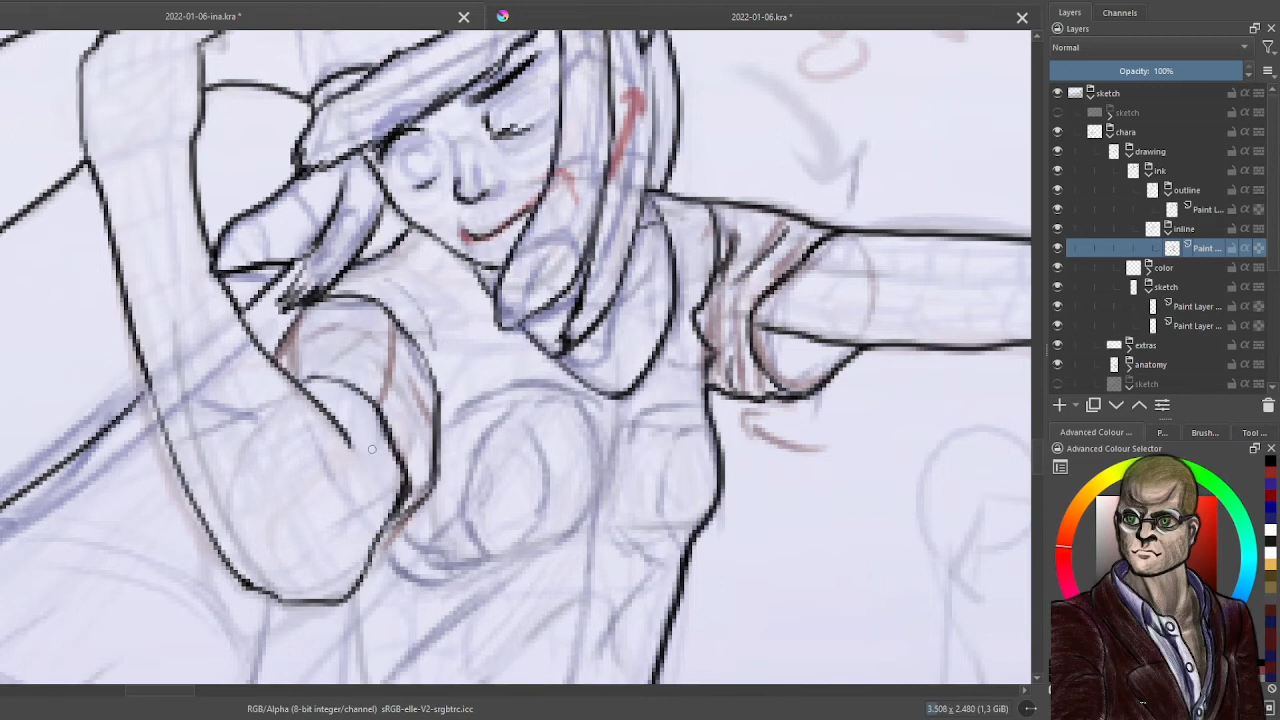 2022-01-06-ina.kra *
2022-01-06.kra *
Layers
Channels
Layers
Normal
Opacity: 100%
sketch
sketch
chara
drawing
ink
outline
Paint L...
inline
Paint ...
color
sketch
Paint Layer ...
Paint Layer ...
extras
anatomy
sketch
Advanced Colour ...
P...
Brush...
Tool ...
Advanced Colour Selector
RGB/Alpha (8-bit integer/channel) sRGB-elle-V2-srgbtrc.icc
3.508 x 2.480 (1,3 GiB)